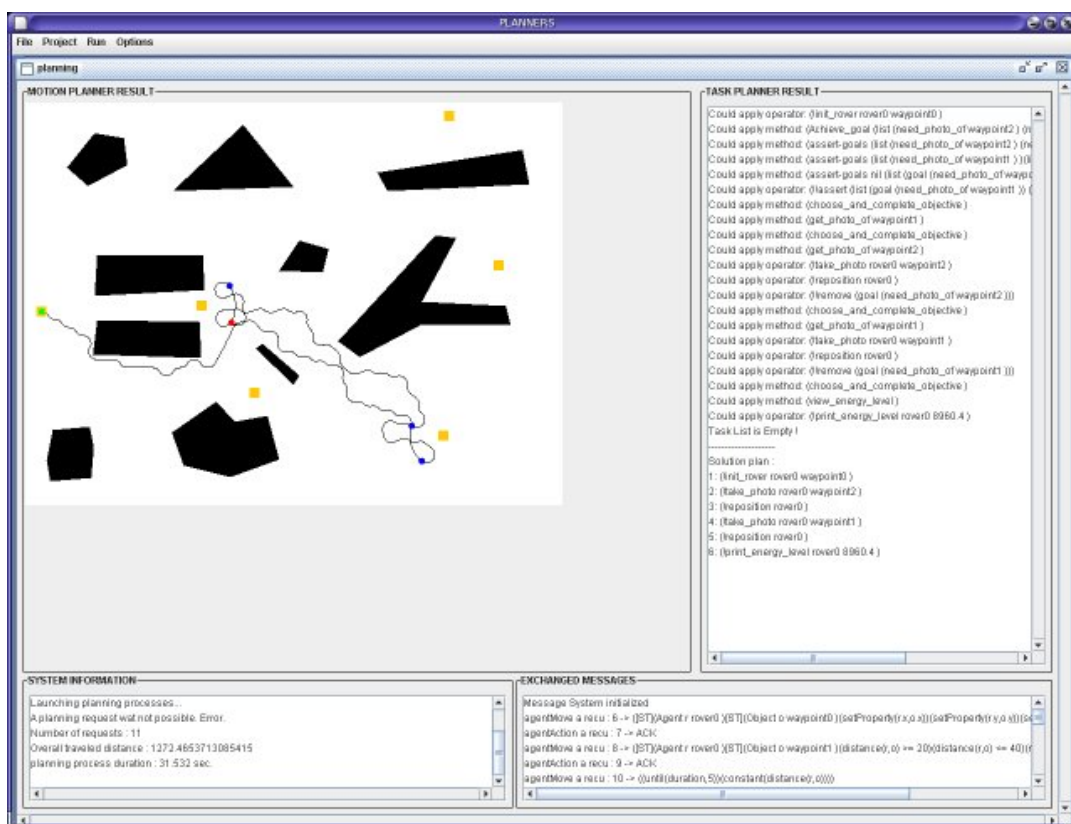 PLANNERS
File Project Run Options
planning
MOTION PLANNER RESULT
TASK PLANNER RESULT
Could apply operator: (!init_rover rover0 waypoint0 )
Could apply method: (Achieve_goal (list (need_photo_of waypoint2 ) (n
Could apply method: (assert-goals (list (need_photo_of waypoint2 ) (ne
Could apply method: (assert-goals (list (need_photo_of waypoint1 ) )(li
Could apply method: (assert-goals nil (list (goal (need_photo_of waypo
Could apply operator: (!!assert (list (goal (need_photo_of waypoint1 )) (
Could apply method: (choose_and_complete_objective )
Could apply method: (get_photo_of waypoint1 )
Could apply method: (choose_and_complete_objective )
Could apply method: (get_photo_of waypoint2 )
Could apply operator: (!take_photo rover0 waypoint2 )
Could apply operator: (!reposition rover0 )
Could apply operator: (!!remove (goal (need_photo_of waypoint2 )))
Could apply method: (choose_and_complete_objective )
Could apply method: (get_photo_of waypoint1 )
Could apply operator: (!take_photo rover0 waypoint1 )
Could apply operator: (!reposition rover0 )
Could apply operator: (!!remove (goal (need_photo_of waypoint1 )))
Could apply method: (choose_and_complete_objective )
Could apply method: (view_energy_level )
Could apply operator: (!print_energy_level rover0 8960.4 )
Task List is Empty !
--------------------
Solution plan :
1: (!init_rover rover0 waypoint0 )
2: (!take_photo rover0 waypoint2 )
3: (!reposition rover0 )
4: (!take_photo rover0 waypoint1 )
5: (!reposition rover0 )
6: (!print_energy_level rover0 8960.4 )
SYSTEM INFORMATION
Launching planning processes...
A planning request wat not possible. Error.
Number of requests : 11
Overall traveled distance : 1272.4653713085415
planning process duration : 31.532 sec.
EXCHANGED MESSAGES
Message System initialized
agentMove a recu : 6 -> ([ST](Agent r rover0 )[ST](Object o waypoint0 )(setProperty(r.x,o.x))(setProperty(r.y,o.y))(se
agentAction a recu : 7 -> ACK
agentMove a recu : 8 -> ([ST](Agent r rover0 )[ST](Object o waypoint1 )(distance(r,o) >= 20)(distance(r,o) <= 40)(r
agentAction a recu : 9 -> ACK
agentMove a recu : 10 -> ((until(duration,5))(constant(distance(r,o))))